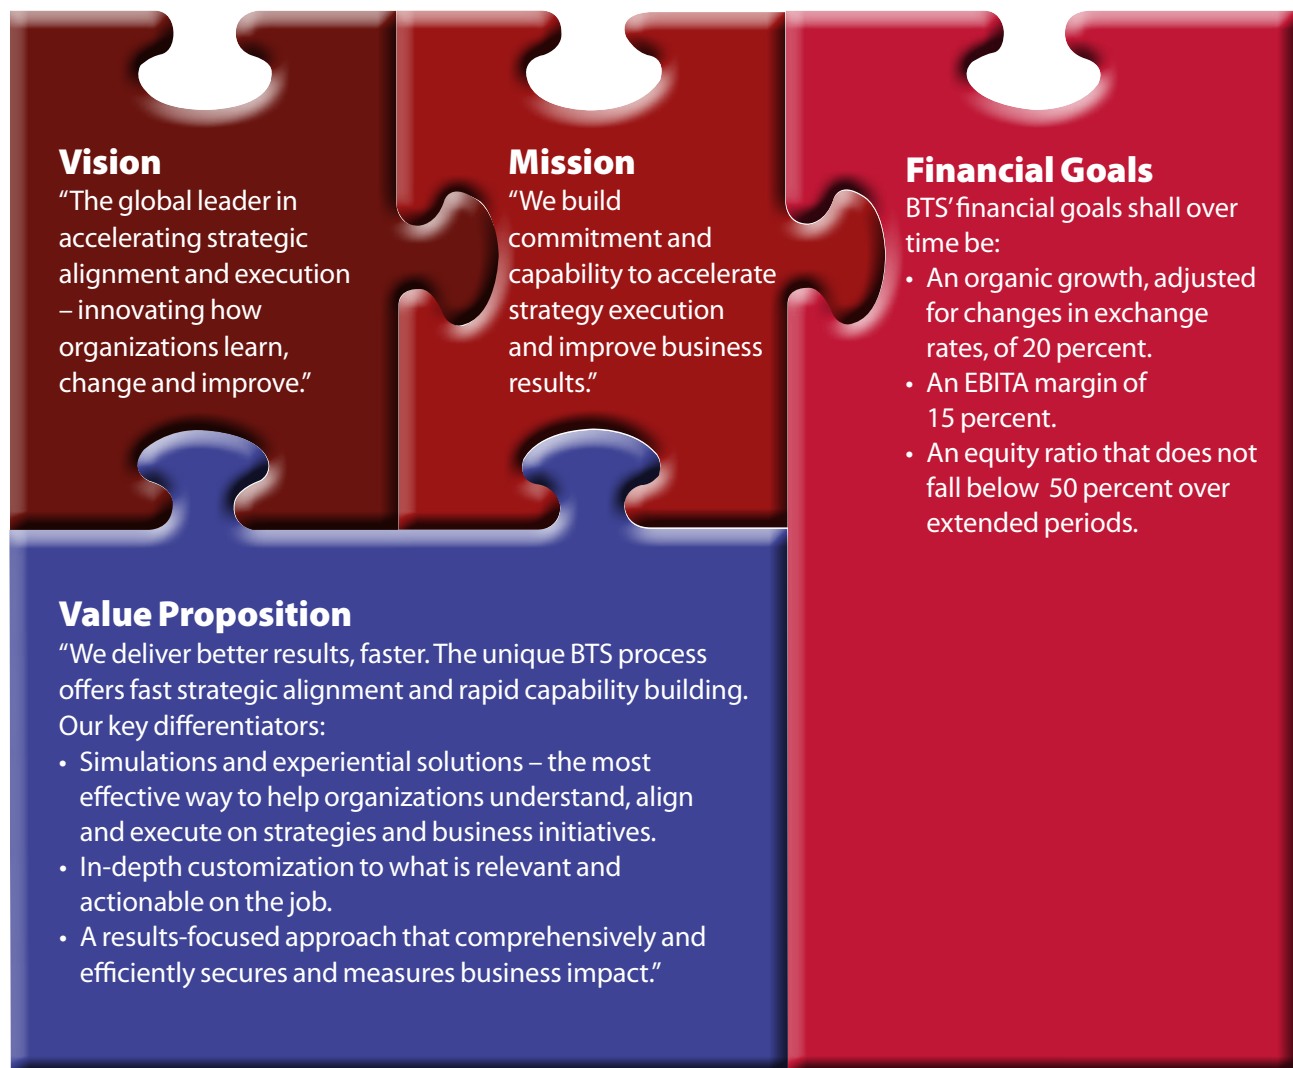 Vision
“The global leader in
accelerating strategic
alignment and execution
– innovating how
organizations learn,
change and improve.”
Mission
“We build
commitment and
capability to accelerate
strategy execution
and improve business
results.”
Financial Goals
BTS’ financial goals shall over
time be:
• An organic growth, adjusted
for changes in exchange
rates, of 20 percent.
• An EBITA margin of
15 percent.
• An equity ratio that does not
fall below 50 percent over
extended periods.
Value Proposition
“We deliver better results, faster. The unique BTS process
offers fast strategic alignment and rapid capability building.
Our key differentiators:
• Simulations and experiential solutions – the most
effective way to help organizations understand, align
and execute on strategies and business initiatives.
• In-depth customization to what is relevant and
actionable on the job.
• A results-focused approach that comprehensively and
efficiently secures and measures business impact.”